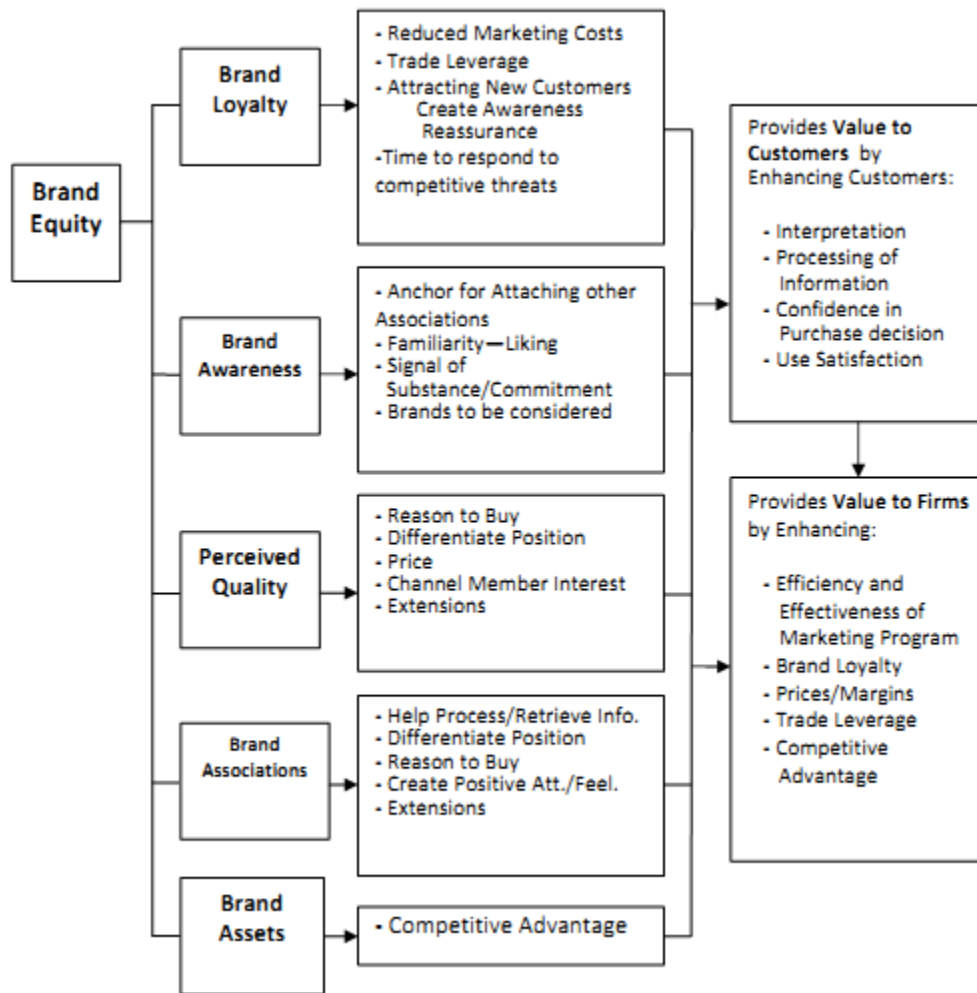 Brand
Equity
Brand
Loyalty
- Reduced Marketing Costs
- Trade Leverage
- Attracting New Customers
Create Awareness
Reassurance
-Time to respond to
competitive threats
Brand
Awareness
- Anchor for Attaching other
Associations
- Familiarity—Liking
- Signal of
Substance/Commitment
- Brands to be considered
Perceived
Quality
- Reason to Buy
- Differentiate Position
- Price
- Channel Member Interest
- Extensions
Brand
Associations
- Help Process/Retrieve Info.
- Differentiate Position
- Reason to Buy
- Create Positive Att./Feel.
- Extensions
Brand
Assets
- Competitive Advantage
Provides Value to
Customers by
Enhancing Customers:
- Interpretation
- Processing of
Information
- Confidence in
Purchase decision
- Use Satisfaction
Provides Value to Firms
by Enhancing:
- Efficiency and
Effectiveness of
Marketing Program
- Brand Loyalty
- Prices/Margins
- Trade Leverage
- Competitive
Advantage